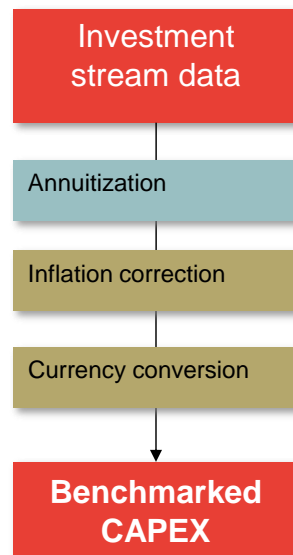 Investment
stream data
Annuitization
Inflation correction
Currency conversion
Benchmarked
CAPEX